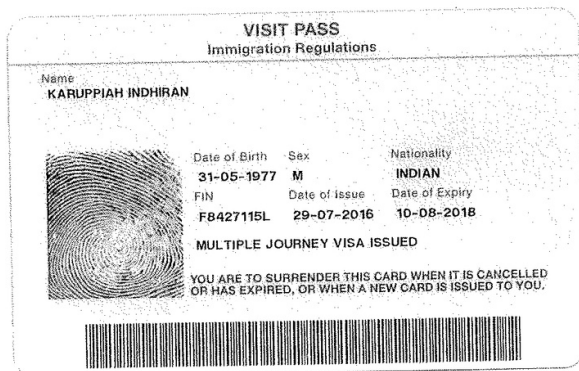 VISIT PASS
Immigration Regulations
Name
KARUPPIAH INDHIRAN
Date of Birth Sex Nationality
31-05-1977 M INDIAN
FIN Date of Issue Date of Expiry
F8427115L 29-07-2016 10-08-2018
MULTIPLE JOURNEY VISA ISSUED
YOU ARE TO SURRENDER THIS CARD WHEN IT IS CANCELLED
OR HAS EXPIRED, OR WHEN A NEW CARD IS ISSUED TO YOU.